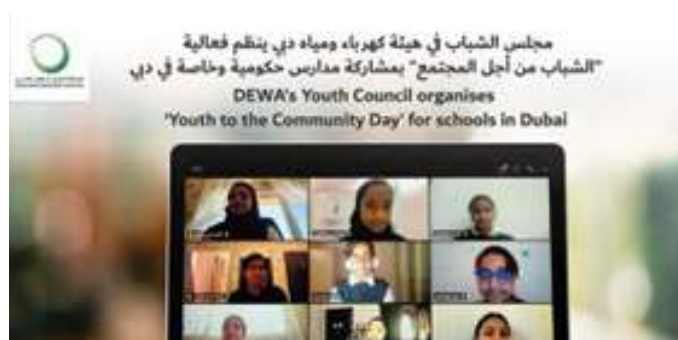 مجلس الشباب في هيئة كهرباء ومياه دبي ينظم فعالية
"الشباب من أجل المجتمع" بمشاركة مدارس حكومية وخاصة في دبي
DEWA's Youth Council organises
'Youth to the Community Day' for schools in Dubai